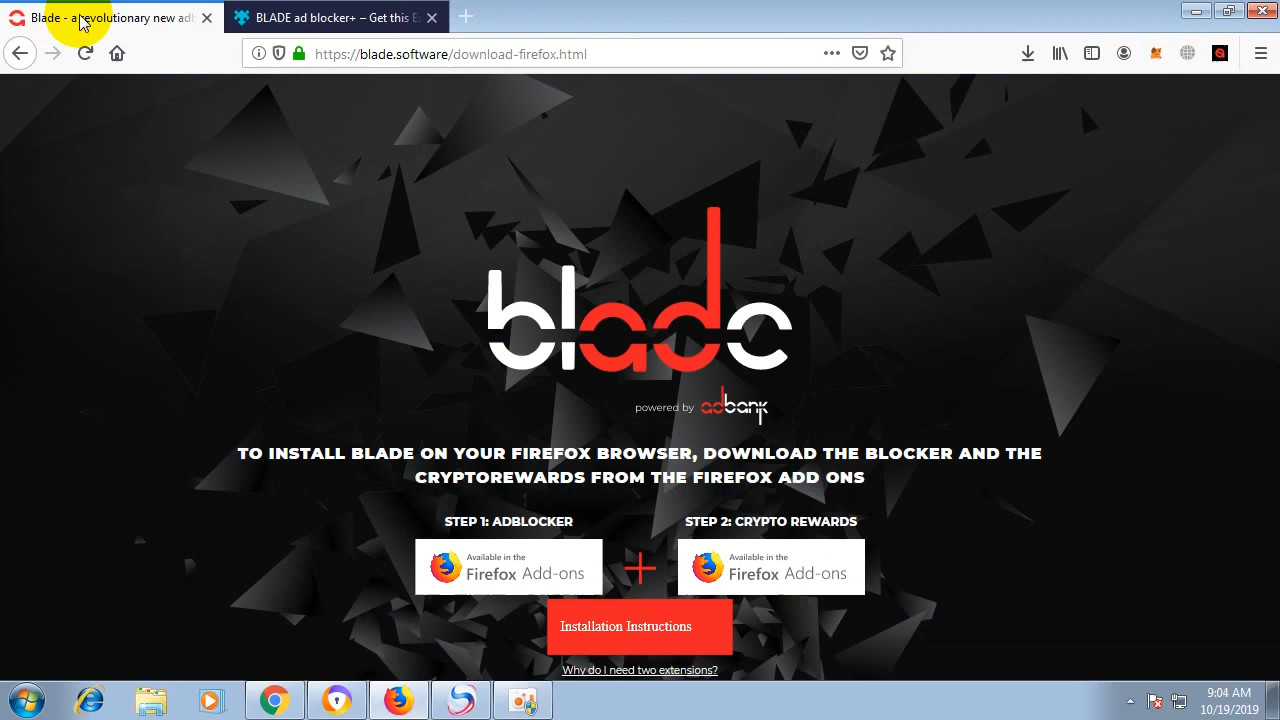 Blade - a revolutionary new adb
BLADE ad blocker+ – Get this E
https://blade.software/download-firefox.html
blade
powered by adbank
TO INSTALL BLADE ON YOUR FIREFOX BROWSER, DOWNLOAD THE BLOCKER AND THE
CRYPTOREWARDS FROM THE FIREFOX ADD ONS
STEP 1: ADBLOCKER
STEP 2: CRYPTO REWARDS
Available in the
Firefox Add-ons
Available in the
Firefox Add-ons
Installation Instructions
Why do I need two extensions?
9:04 AM
10/19/2019